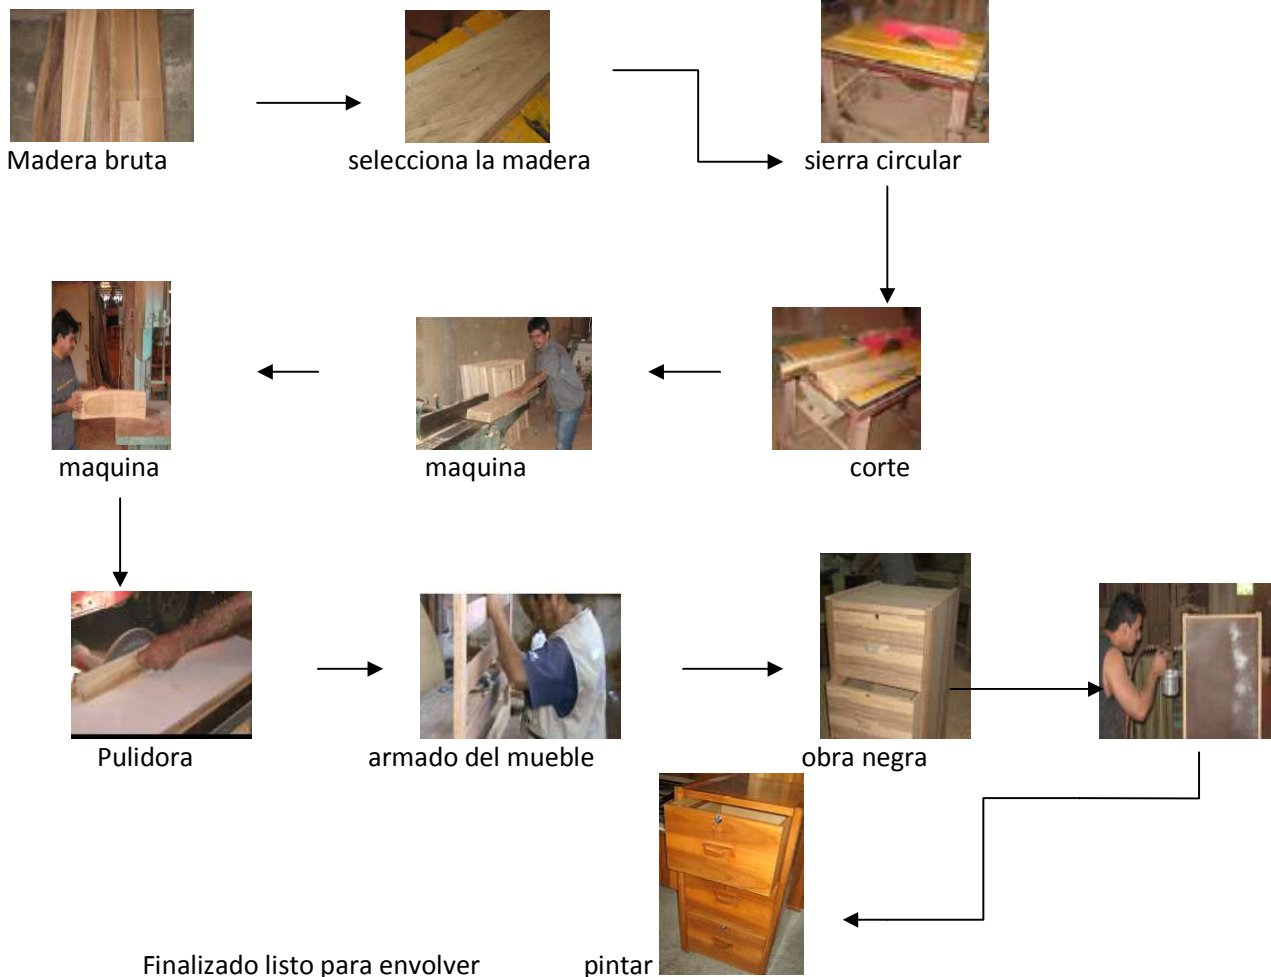 Madera bruta selecciona la madera sierra circular
maquina maquina corte
Pulidora armado del mueble obra negra
Finalizado listo para envolver pintar